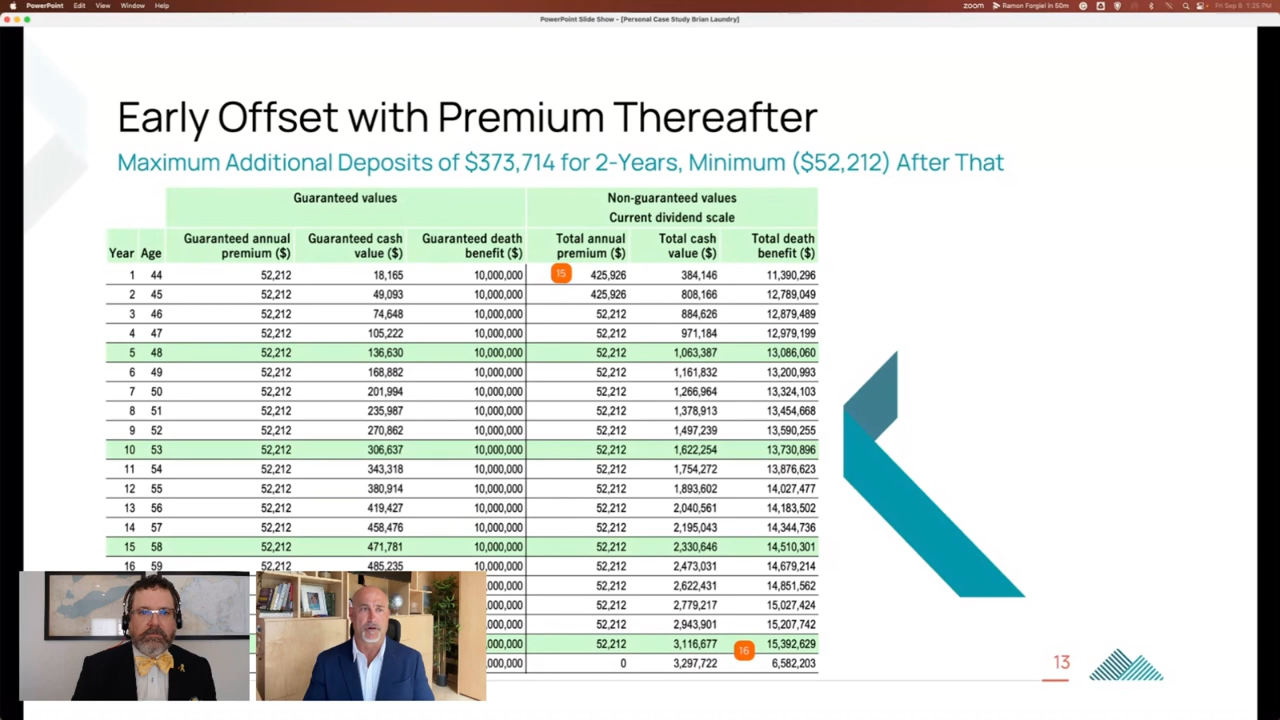 PowerPoint File Edit View Window Help zoom Ramon Forgiel in 50m Fri Sep 1:25 PM
PowerPoint Slide Show - [Personal Case Study Brian Laundry]
Early Offset with Premium Thereafter
Maximum Additional Deposits of $373,714 for 2-Years, Minimum ($52,212) After That
Guaranteed values Non-guaranteed values
Current dividend scale
Guaranteed annual Guaranteed cash Guaranteed death Total annual Total cash Total death
Year Age premium ($) value ($) benefit ($) premium ($) value ($) benefit ($)
1 44 52,212 18,165 10,000,000 15 425,926 384,146 11,390,296
2 45 52,212 49,093 10,000,000 425,926 808,166 12,789,049
3 46 52,212 74,648 10,000,000 52,212 884,626 12,879,489
4 47 52,212 105,222 10,000,000 52,212 971,184 12,979,199
5 48 52,212 136,630 10,000,000 52,212 1,063,387 13,086,060
6 49 52,212 168,882 10,000,000 52,212 1,161,832 13,200,993
7 50 52,212 201,994 10,000,000 52,212 1,266,964 13,324,103
8 51 52,212 235,987 10,000,000 52,212 1,378,913 13,454,668
9 52 52,212 270,862 10,000,000 52,212 1,497,239 13,590,255
10 53 52,212 306,637 10,000,000 52,212 1,622,254 13,730,896
11 54 52,212 343,318 10,000,000 52,212 1,754,272 13,876,623
12 55 52,212 380,914 10,000,000 52,212 1,893,602 14,027,477
13 56 52,212 419,427 10,000,000 52,212 2,040,561 14,183,502
14 57 52,212 458,476 10,000,000 52,212 2,195,043 14,344,736
15 58 52,212 471,781 10,000,000 52,212 2,330,646 14,510,301
16 59 52,212 485,235 10,000,000 52,212 2,473,031 14,679,214
000,000 52,212 2,622,431 14,851,562
000,000 52,212 2,779,217 15,027,424
000,000 52,212 2,943,901 15,207,742
000,000 52,212 3,116,677 16 15,392,629
000,000 0 3,297,722 6,582,203
13